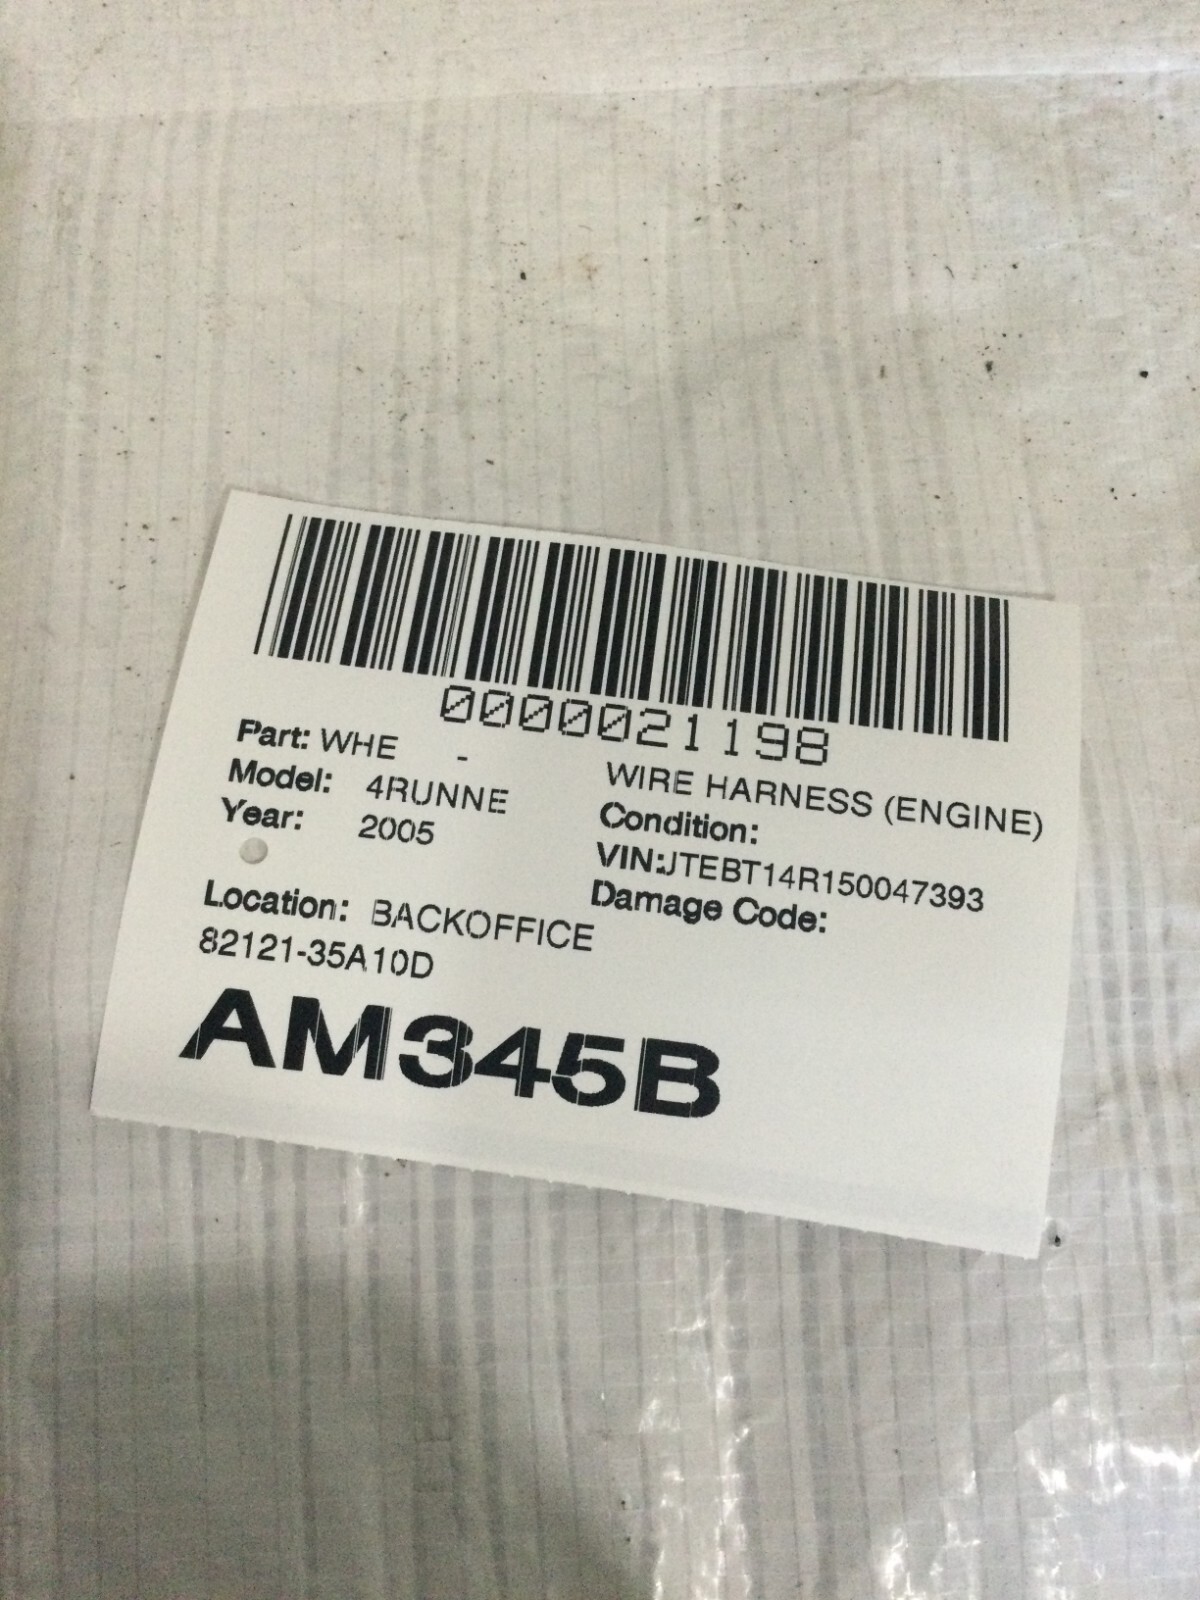 0000021198
Part: WHE -
WIRE HARNESS (ENGINE)
Model: 4RUNNE
Condition:
Year: 2005
VIN:JTEBT14R150047393
Damage Code:
Location: BACKOFFICE
82121-35A10D
AM345B